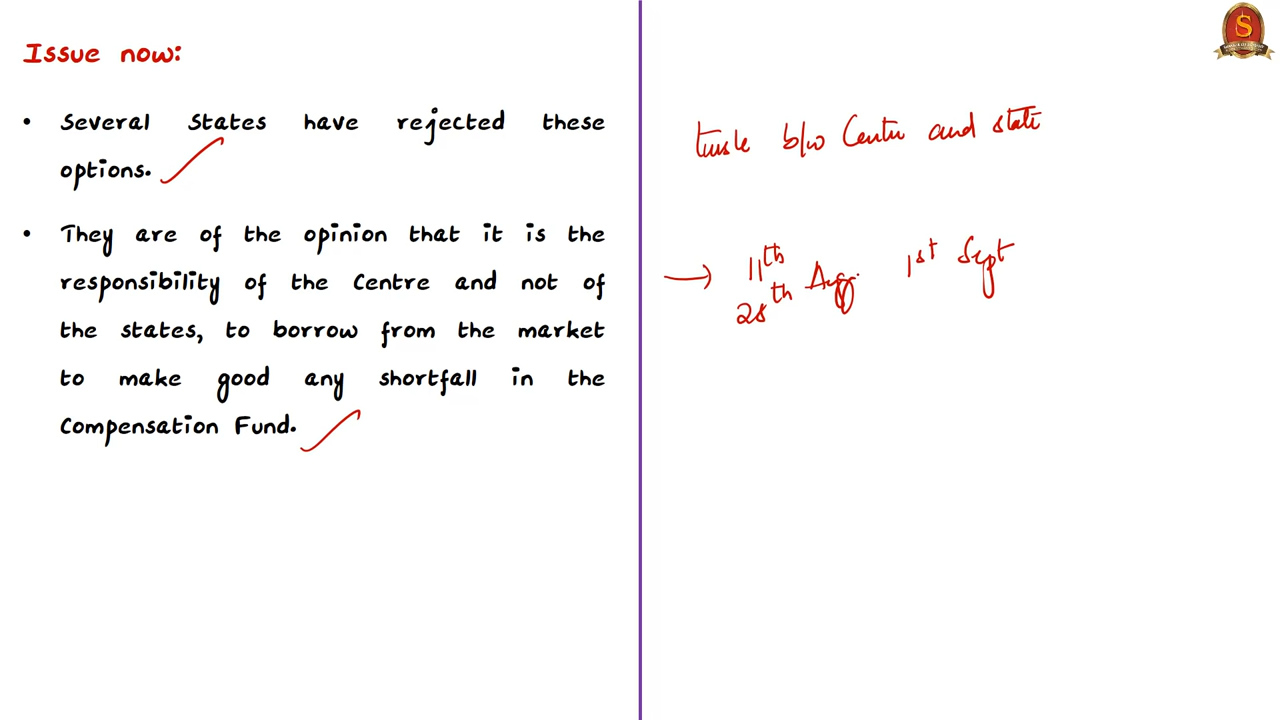 Issue now:
• Several States have rejected these
options.
• They are of the opinion that it is the
responsibility of the Centre and not of
the states, to borrow from the market
to make good any shortfall in the
Compensation Fund.
b/w Centre and state
11th
28th Aug. 1st Sept
S